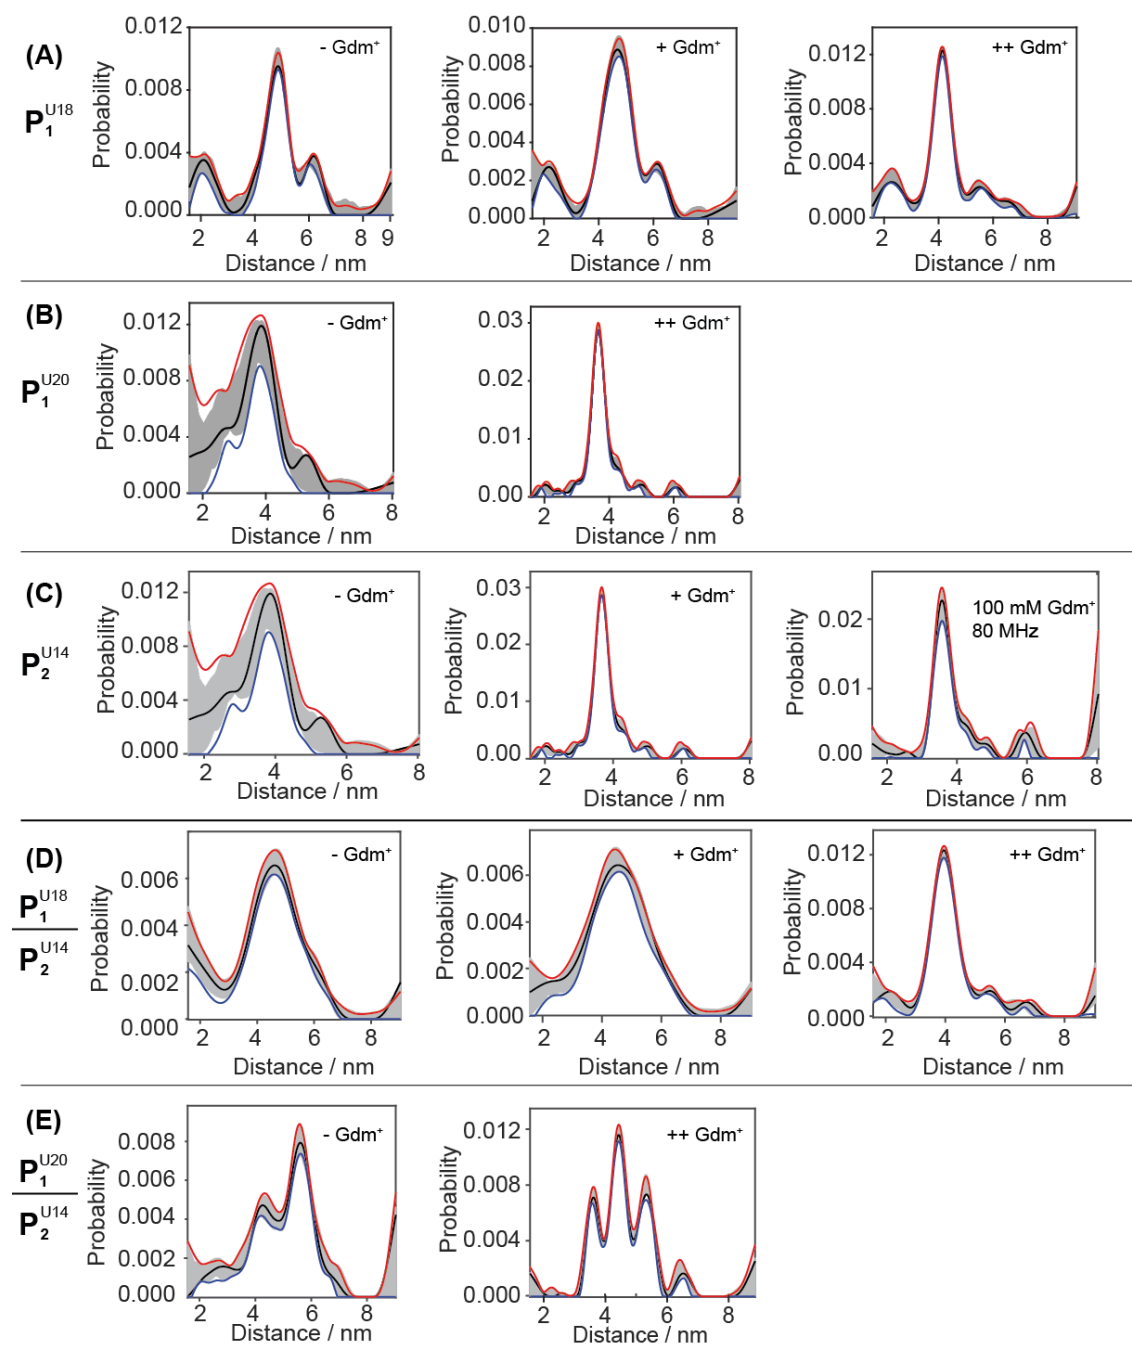 (A)
P₁ᵁ¹⁸
Probability
0.012
0.008
0.004
0.000
- Gdm⁺
2 4 6 8 9
Distance / nm
Probability
0.010
0.008
0.006
0.004
0.002
0.000
+ Gdm⁺
2 4 6 8
Distance / nm
Probability
0.012
0.008
0.004
0.000
++ Gdm⁺
2 4 6 8
Distance / nm
(B)
P₁ᵁ²⁰
Probability
0.012
0.008
0.004
0.000
- Gdm⁺
2 4 6 8
Distance / nm
Probability
0.03
0.02
0.01
0.00
++ Gdm⁺
2 4 6 8
Distance / nm
(C)
P₂ᵁ¹⁴
Probability
0.012
0.008
0.004
0.000
- Gdm⁺
2 4 6 8
Distance / nm
Probability
0.03
0.02
0.01
0.00
+ Gdm⁺
2 4 6 8
Distance / nm
Probability
0.02
0.01
0.00
100 mM Gdm⁺
80 MHz
2 4 6 8
Distance / nm
(D)
P₁ᵁ¹⁸
P₂ᵁ¹⁴
Probability
0.006
0.004
0.002
0.000
- Gdm⁺
2 4 6 8
Distance / nm
Probability
0.006
0.004
0.002
0.000
+ Gdm⁺
2 4 6 8
Distance / nm
Probability
0.012
0.008
0.004
0.000
++ Gdm⁺
2 4 6 8
Distance / nm
(E)
P₁ᵁ²⁰
P₂ᵁ¹⁴
Probability
0.008
0.006
0.004
0.002
0.000
- Gdm⁺
2 4 6 8
Distance / nm
Probability
0.012
0.008
0.004
0.000
++ Gdm⁺
2 4 6 8
Distance / nm